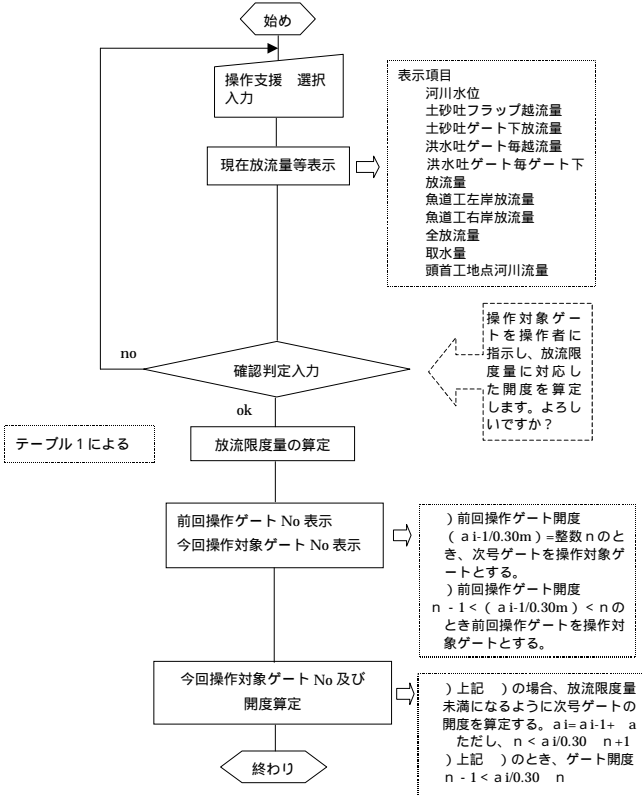 始め
操作支援　選択
入力
現在放流量等表示
表示項目
河川水位
土砂吐フラップ越流量
土砂吐ゲート下放流量
洪水吐ゲート毎越流量
洪水吐ゲート毎ゲート下
放流量
魚道工左岸放流量
魚道工右岸放流量
全放流量
取水量
頭首工地点河川流量
操作対象ゲー
トを操作者に
指示し、放流限
度量に対応し
た開度を算定
します。よろし
いですか？
no
確認判定入力
ok
テーブル１による
放流限度量の算定
前回操作ゲート No 表示
今回操作対象ゲート No 表示
）前回操作ゲート開度
（ａi-1/0.30m）=整数ｎのと
き、次号ゲートを操作対象ゲ
ートとする。
）前回操作ゲート開度
ｎ - 1 <（ａi-1/0.30m）< ｎの
とき前回操作ゲートを操作対
象ゲートとする。
今回操作対象ゲート No 及び
開度算定
）上記　）の場合、放流限度量
未満になるように次号ゲートの
開度を算定する。ａi=ａi-1+　ａ
ただし、ｎ < ａi/0.30　ｎ+1
）上記　）のとき、ゲート開度
ｎ - 1 < ａi/0.30　ｎ
終わり